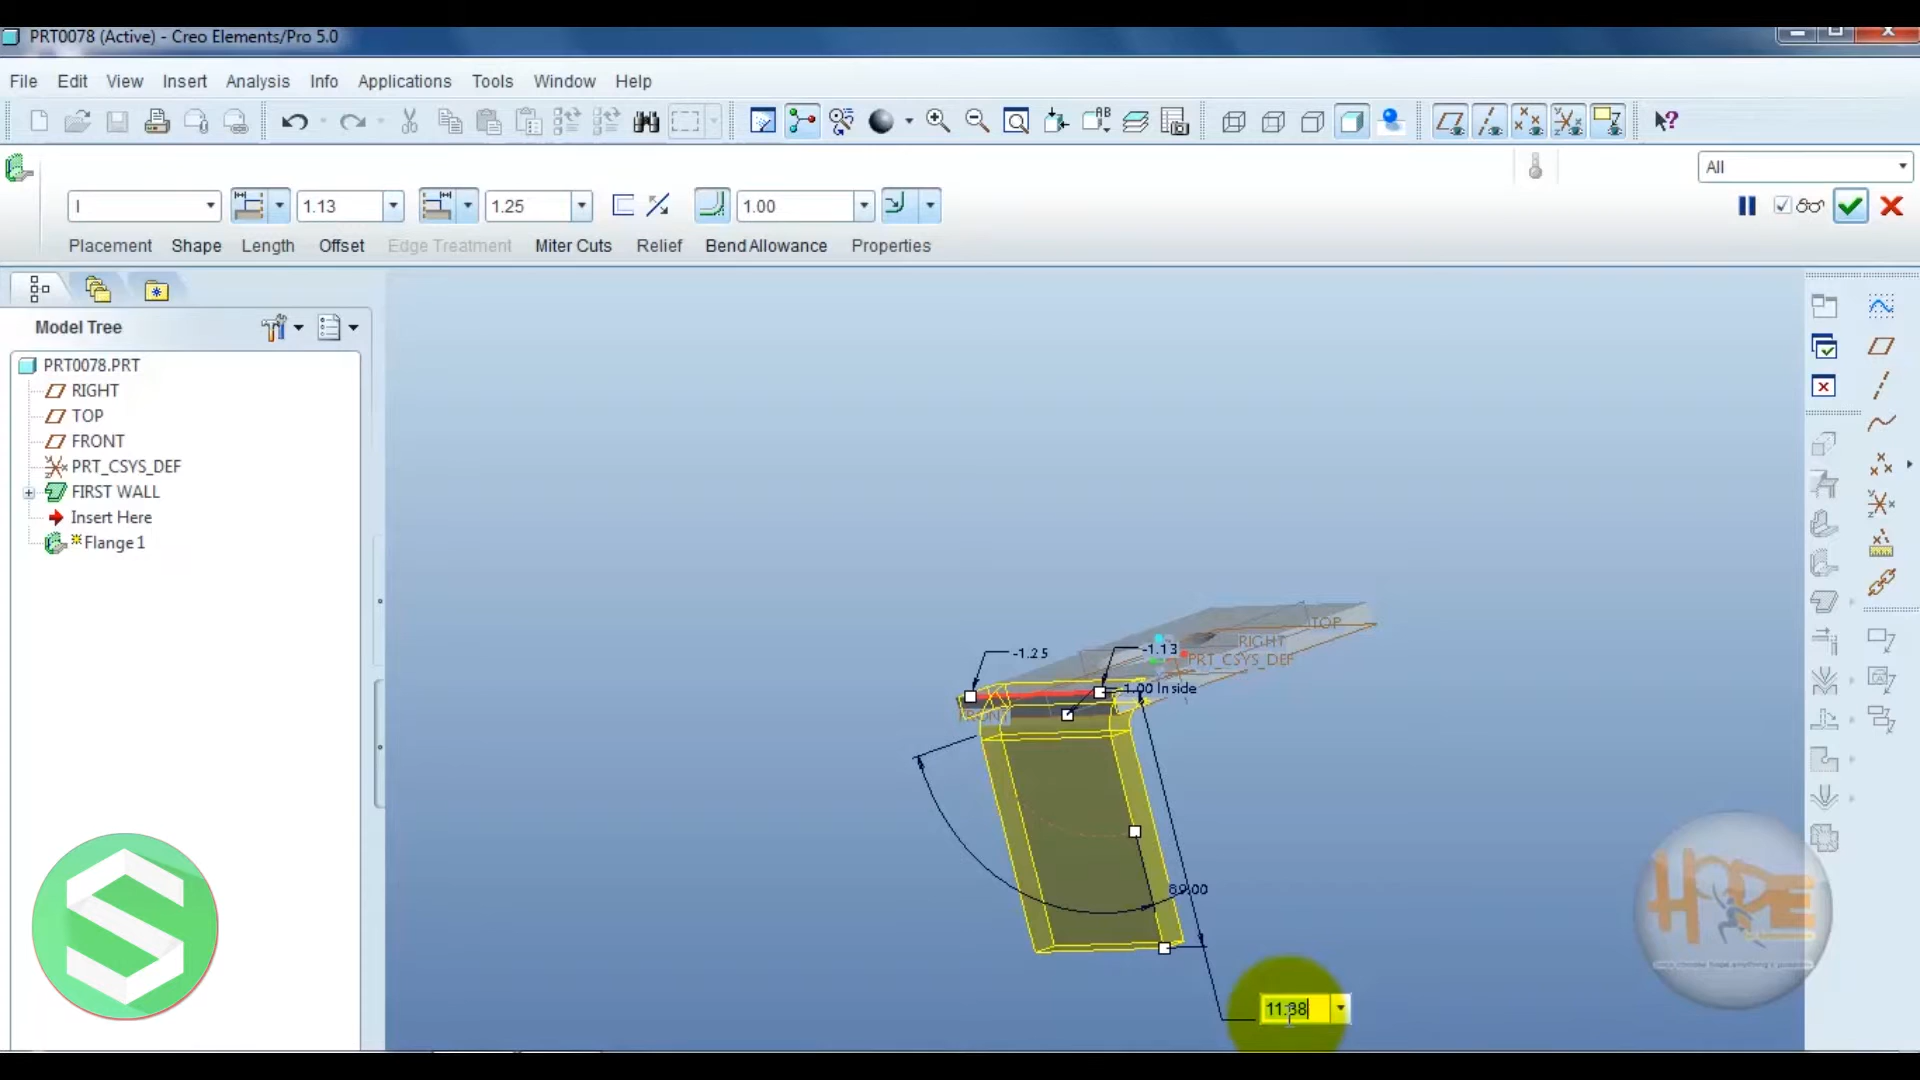 PRT0078 (Active) - Creo Elements/Pro 5.0
File Edit View Insert Analysis Info Applications Tools Window Help
All
I 1.13 1.25 1.00
Placement Shape Length Offset Edge Treatment Miter Cuts Relief Bend Allowance Properties
Model Tree
PRT0078.PRT
RIGHT
TOP
FRONT
PRT_CSYS_DEF
FIRST WALL
Insert Here
Flange 1
TOP
RIGHT
PRT_CSYS_DEF
-1.25
-1.13
1.00 Inside
FRONT
89.00
11.38
HOPE